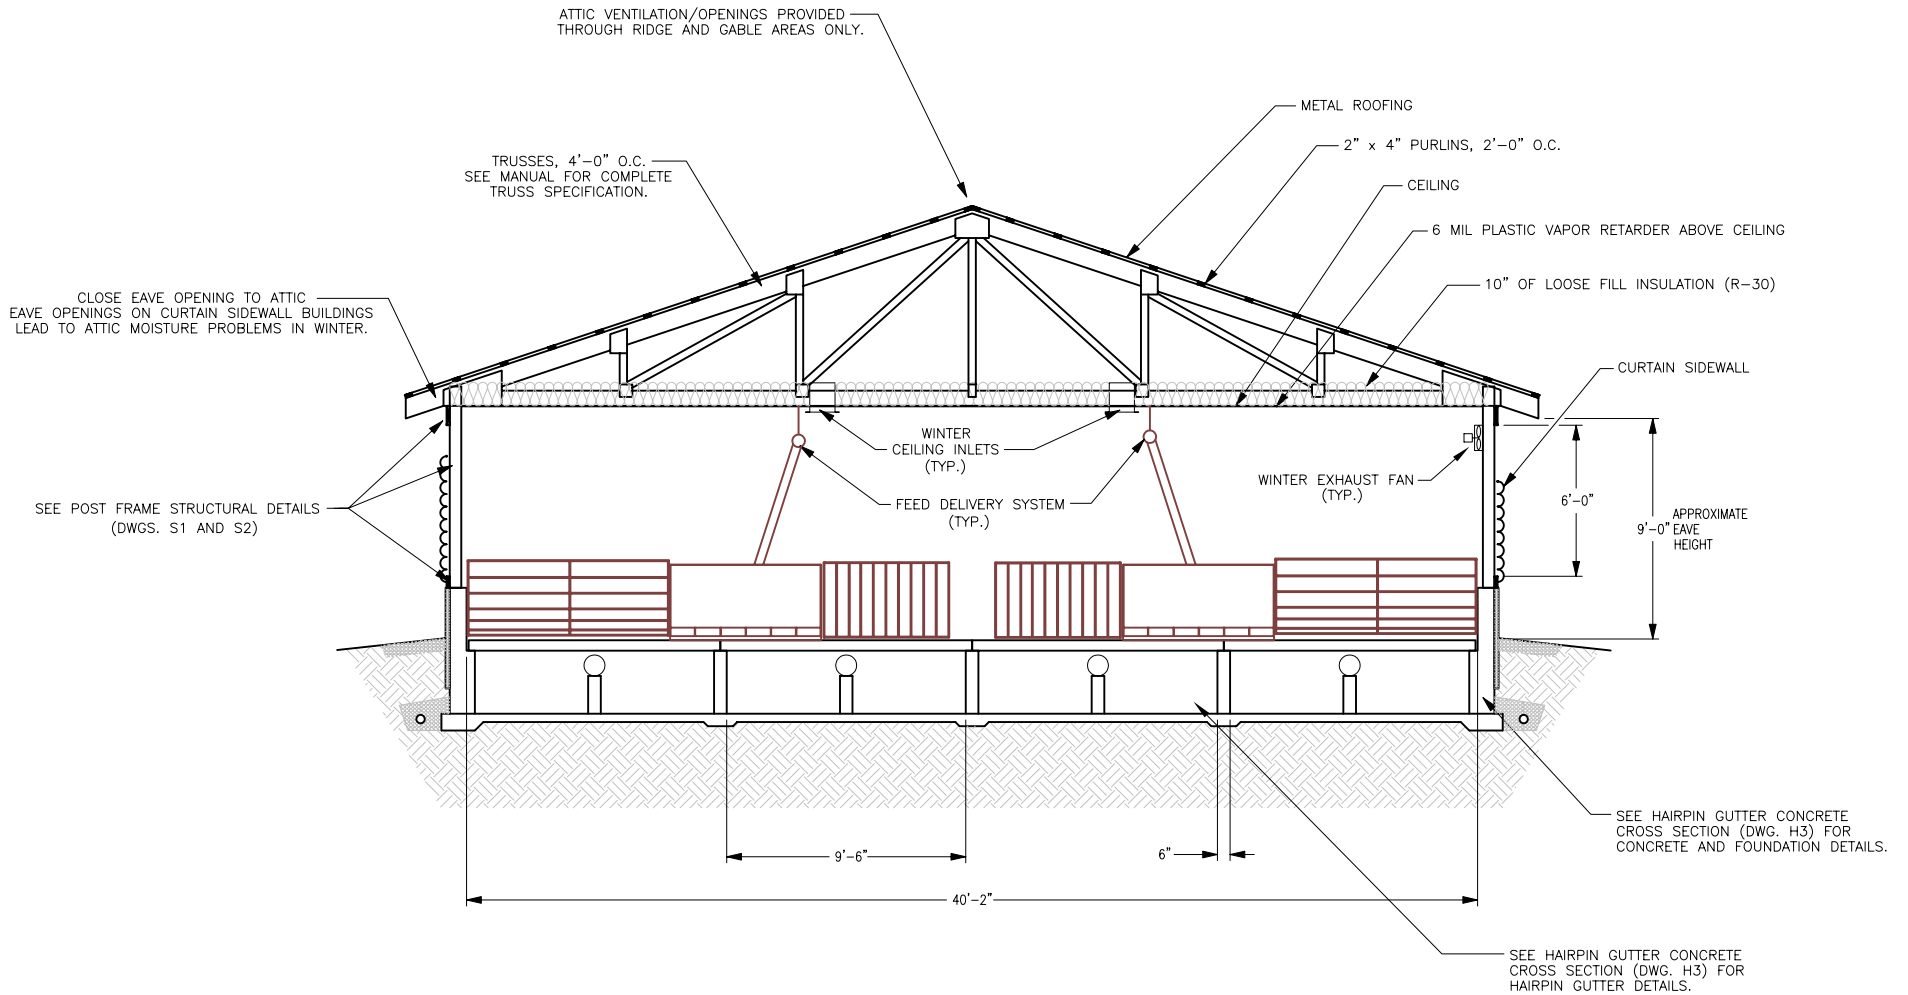 ATTIC VENTILATION/OPENINGS PROVIDED
THROUGH RIDGE AND GABLE AREAS ONLY.
METAL ROOFING
2” x 4” PURLINS, 2’-0” O.C.
TRUSSES, 4’-0” O.C.
SEE MANUAL FOR COMPLETE
TRUSS SPECIFICATION.
CEILING
6 MIL PLASTIC VAPOR RETARDER ABOVE CEILING
10” OF LOOSE FILL INSULATION (R-30)
CLOSE EAVE OPENING TO ATTIC
EAVE OPENINGS ON CURTAIN SIDEWALL BUILDINGS
LEAD TO ATTIC MOISTURE PROBLEMS IN WINTER.
CURTAIN SIDEWALL
WINTER
CEILING INLETS
(TYP.)
WINTER EXHAUST FAN
(TYP.)
FEED DELIVERY SYSTEM
(TYP.)
SEE POST FRAME STRUCTURAL DETAILS
(DWGS. S1 AND S2)
6’-0”
9’-0”
APPROXIMATE
EAVE
HEIGHT
SEE HAIRPIN GUTTER CONCRETE
CROSS SECTION (DWG. H3) FOR
CONCRETE AND FOUNDATION DETAILS.
9’-6”
6”
40’-2”
SEE HAIRPIN GUTTER CONCRETE
CROSS SECTION (DWG. H3) FOR
HAIRPIN GUTTER DETAILS.